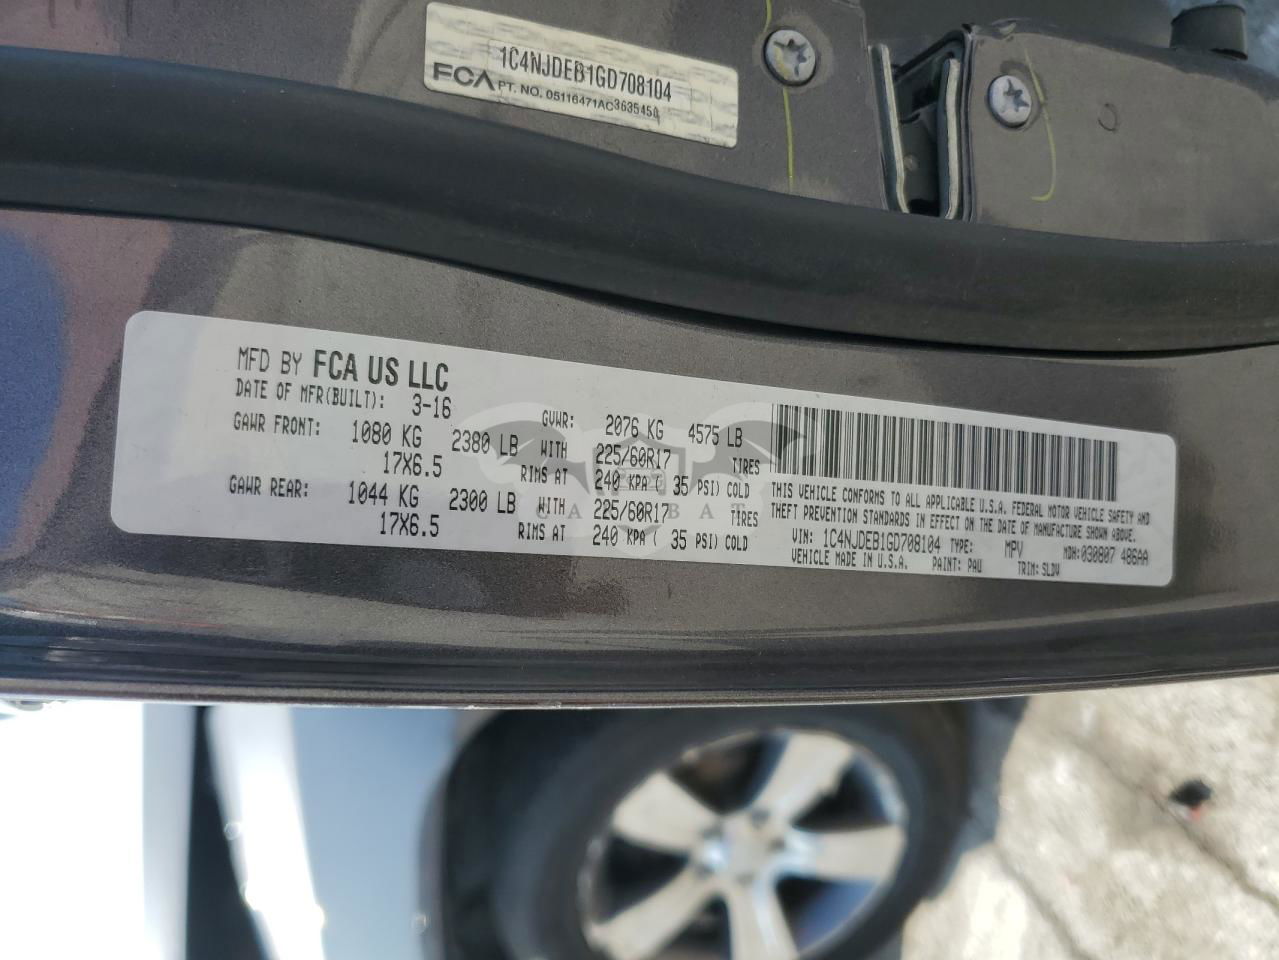 1C4NJDEB1GD708104
FCA PT. NO. 05116471AC363545
MFD BY FCA US LLC
DATE OF MFR(BUILT): 3-16 GVWR: 2076 KG 4575 LB
GAWR FRONT: 1080 KG 2380 LB WITH 225/60R17 TIRES
17X6.5 RIMS AT 240 KPA ( 35 PSI) COLD
GAWR REAR: 1044 KG 2300 LB WITH 225/60R17 TIRES
17X6.5 RIMS AT 240 KPA ( 35 PSI) COLD
THIS VEHICLE CONFORMS TO ALL APPLICABLE U.S.A. FEDERAL MOTOR VEHICLE SAFETY AND
THEFT PREVENTION STANDARDS IN EFFECT ON THE DATE OF MANUFACTURE SHOWN ABOVE.
VIN: 1C4NJDEB1GD708104 TYPE: MPV MDH: 030807 486AA
VEHICLE MADE IN U.S.A. PAINT: PAU TRIM: SLDV